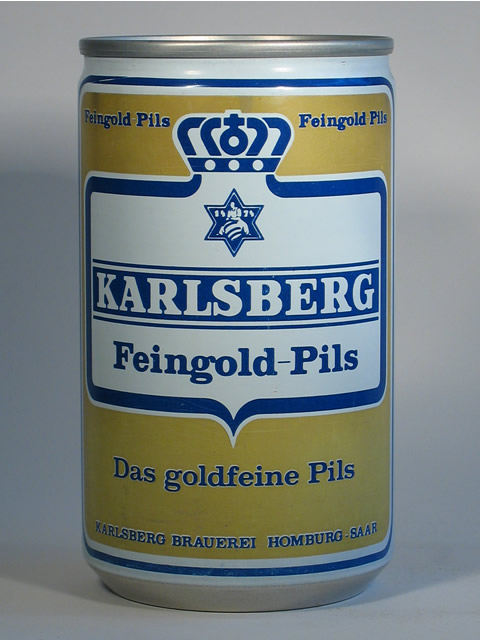 Feingold-Pils Feingold Pils
KARLSBERG
Feingold-Pils
Das goldfeine Pils
KARLSBERG BRAUEREI HOMBURG-SAAR